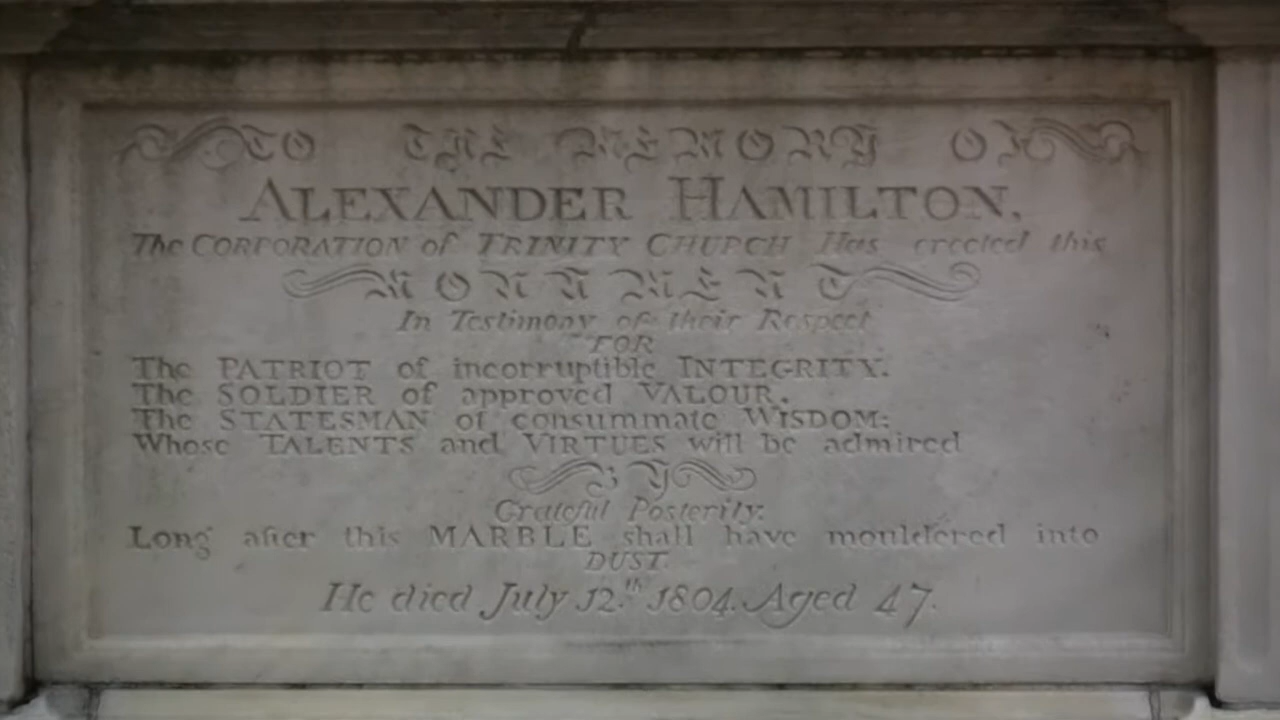 TO THE MEMORY OF
ALEXANDER HAMILTON.
The CORPORATION of TRINITY CHURCH Has erected this
MONUMENT
In Testimony of their Respect
FOR
The PATRIOT of incorruptible INTEGRITY.
The SOLDIER of approved VALOUR.
The STATESMAN of consummate WISDOM:
Whose TALENTS and VIRTUES will be admired
BY
Grateful Posterity.
Long after this MARBLE shall have mouldered into
DUST.
He died July 12.th 1804. Aged 47.